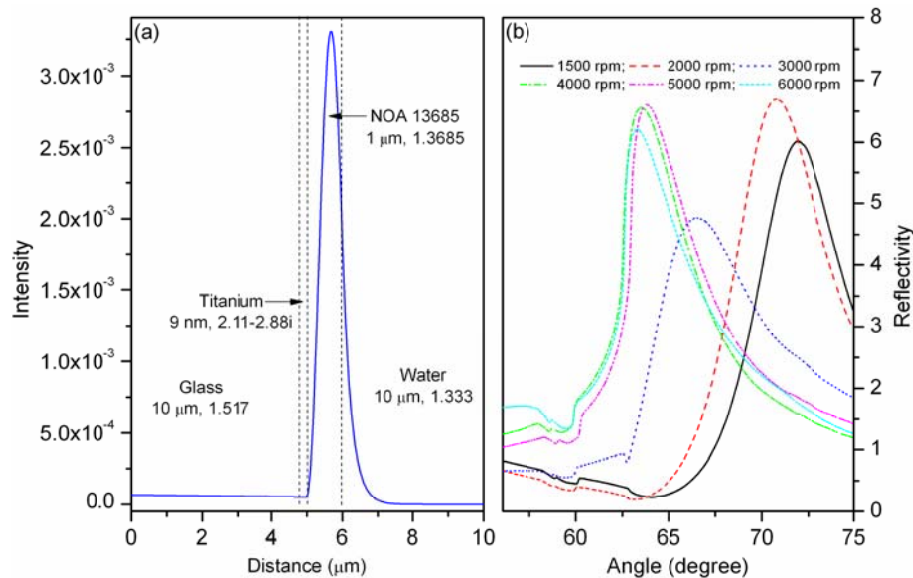 (a)
NOA 13685
1 μm, 1.3685
Titanium
9 nm, 2.11-2.88i
Glass
10 μm, 1.517
Water
10 μm, 1.333
Intensity
3.0x10⁻³
2.5x10⁻³
2.0x10⁻³
1.5x10⁻³
1.0x10⁻³
5.0x10⁻⁴
0.0
0 2 4 6 8 10
Distance (μm)
(b)
1500 rpm; 2000 rpm; 3000 rpm
4000 rpm; 5000 rpm; 6000 rpm
8
7
6
5
4
3
2
1
0
Reflectivity
60 65 70 75
Angle (degree)